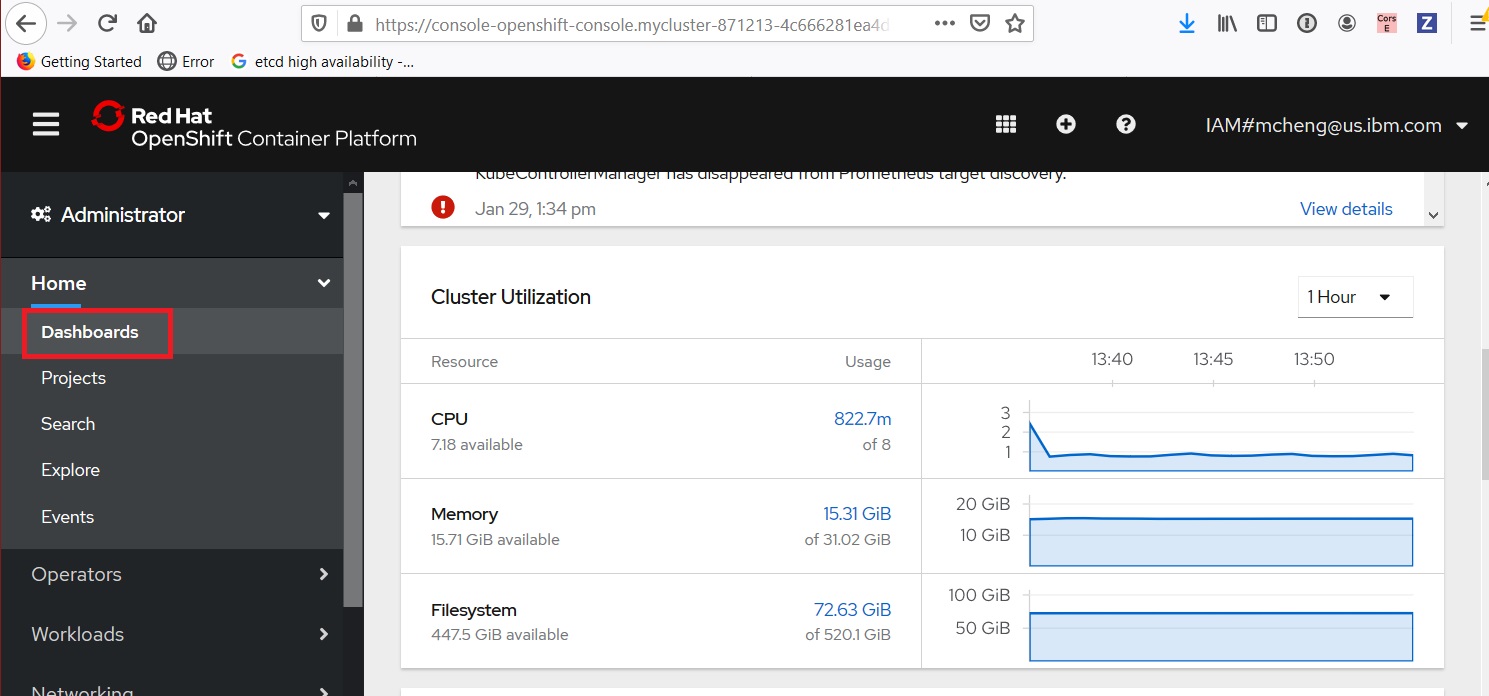 https://console-openshift-console.mycluster-871213-4c666281ea4d
Cors
E
Z
Getting Started
Error
etcd high availability -...
Red Hat
OpenShift Container Platform
IAM#mcheng@us.ibm.com
Administrator
Home
Dashboards
Projects
Search
Explore
Events
Operators
Workloads
Networking
KubeControllerManager has disappeared from Prometheus target discovery.
Jan 29, 1:34 pm
View details
Cluster Utilization
1 Hour
Resource Usage
13:40 13:45 13:50
CPU 822.7m
7.18 available of 8
3
2
1
Memory 15.31 GiB
15.71 GiB available of 31.02 GiB
20 GiB
10 GiB
Filesystem 72.63 GiB
447.5 GiB available of 520.1 GiB
100 GiB
50 GiB